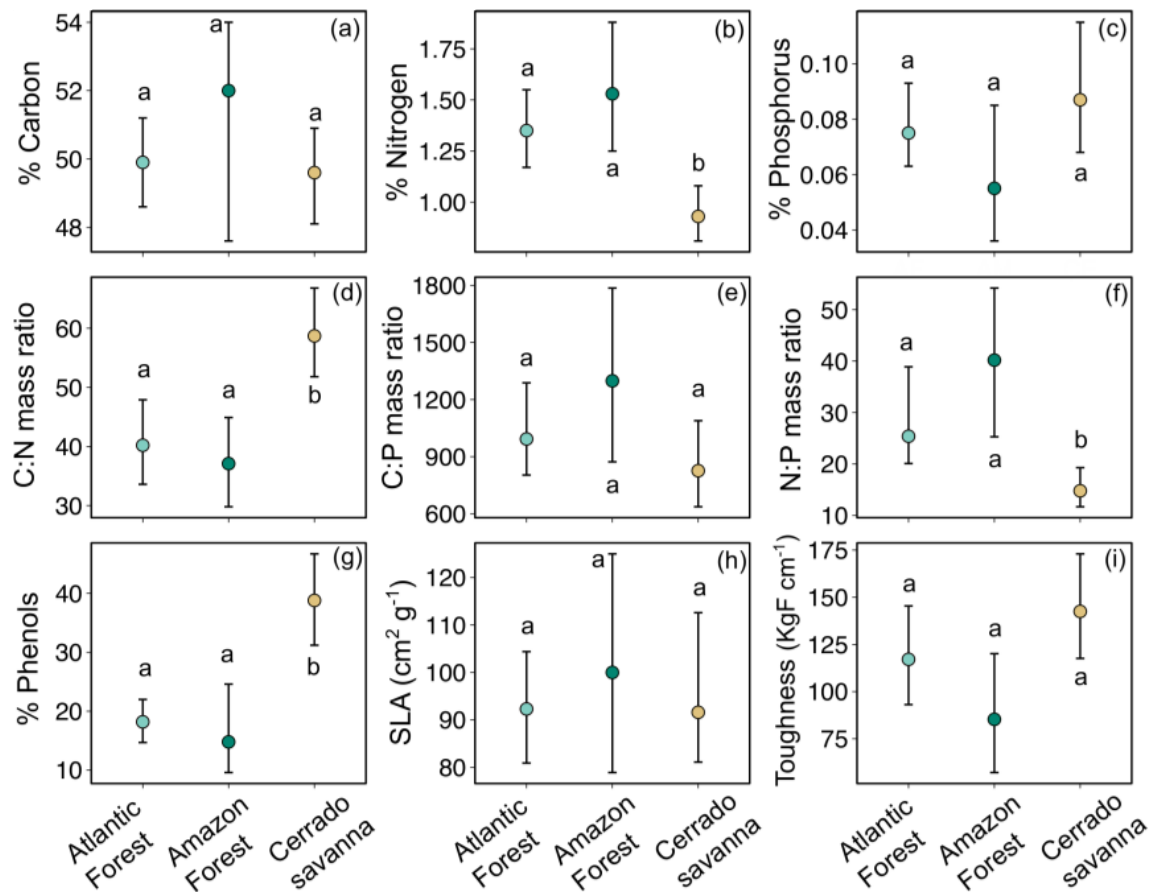 (a)
% Carbon
54
52
50
48
a
a
a
(b)
% Nitrogen
1.75
1.50
1.25
1.00
a
a
b
(c)
% Phosphorus
0.10
0.08
0.06
0.04
a
a
a
(d)
C:N mass ratio
60
50
40
30
a
a
b
(e)
C:P mass ratio
1800
1500
1200
900
600
a
a
a
(f)
N:P mass ratio
50
40
30
20
10
a
a
b
(g)
% Phenols
40
30
20
10
a
a
b
(h)
SLA (cm² g⁻¹)
120
110
100
90
80
a
a
a
(i)
Toughness (KgF cm⁻¹)
175
150
125
100
75
a
a
a
Atlantic
Forest
Amazon
Forest
Cerrado
savanna
Atlantic
Forest
Amazon
Forest
Cerrado
savanna
Atlantic
Forest
Amazon
Forest
Cerrado
savanna